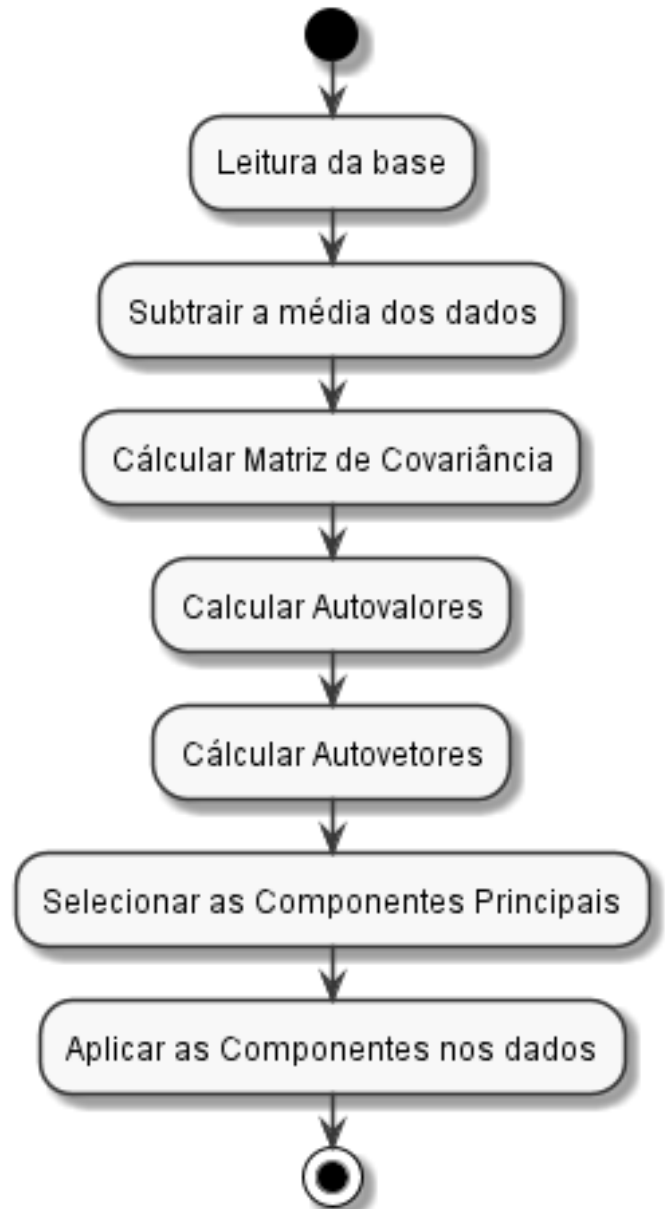 Leitura da base
Subtrair a média dos dados
Cálcular Matriz de Covariância
Calcular Autovalores
Cálcular Autovetores
Selecionar as Componentes Principais
Aplicar as Componentes nos dados